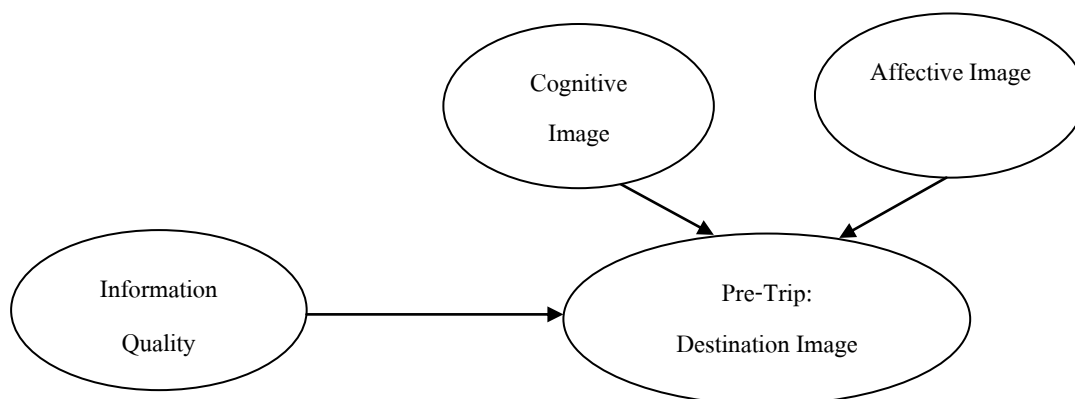 Cognitive
Image
Affective Image
Information
Quality
Pre-Trip:
Destination Image